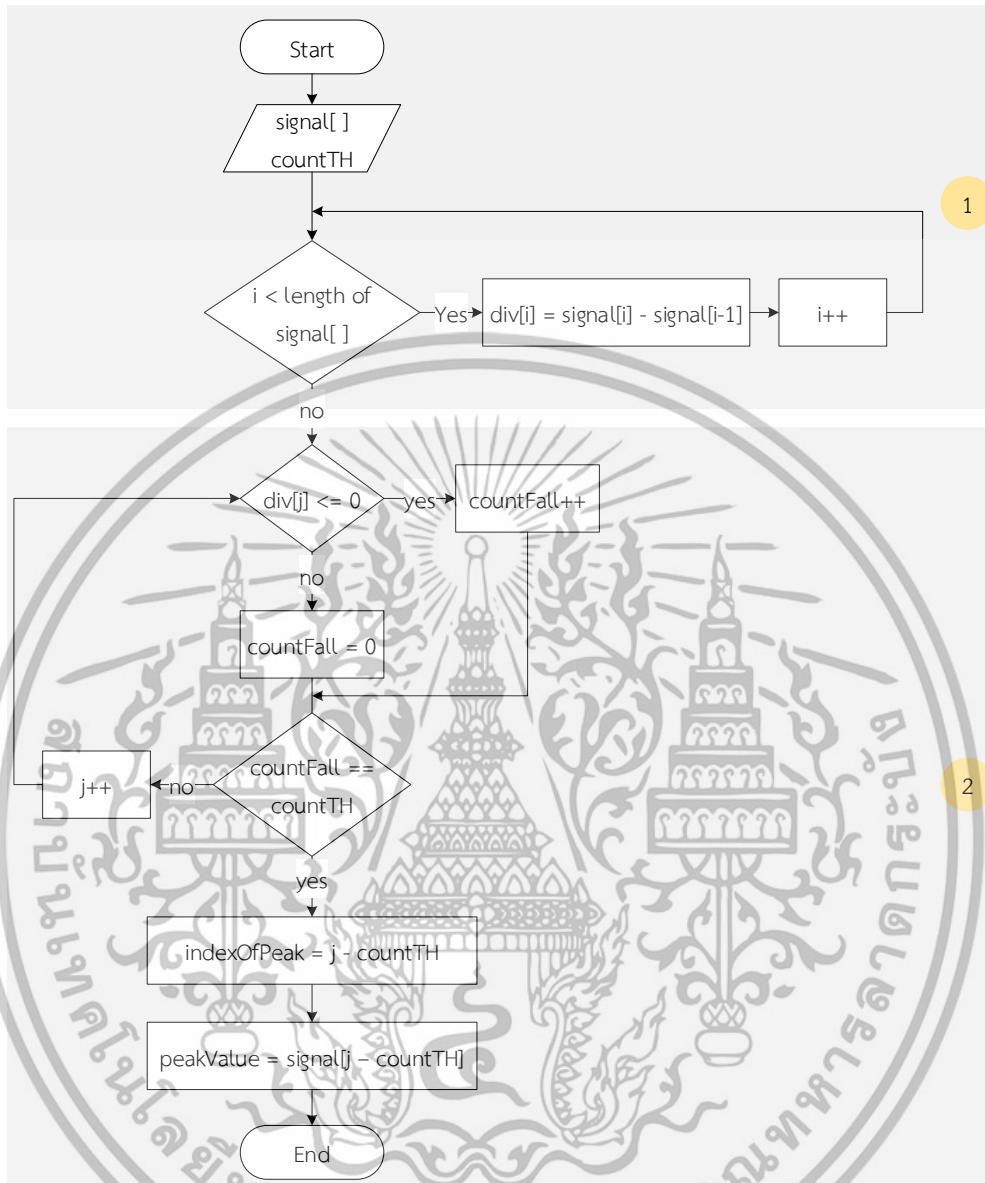 Start
signal[ ]
countTH
1
i < length of
signal[ ]
Yes
div[i] = signal[i] - signal[i-1]
i++
no
div[j] <= 0
yes
countFall++
no
countFall = 0
countFall ==
countTH
no
j++
2
yes
indexOfPeak = j - countTH
peakValue = signal[j – countTH]
End